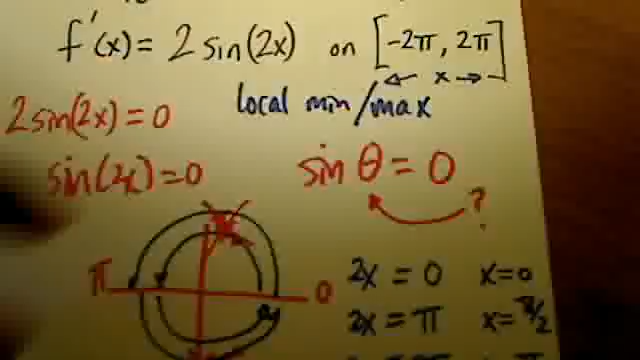 f'(x) = 2 sin(2x) on [-2π, 2π]
← x →
2sin(2x) = 0
local min/max
sin(2x) = 0
sin θ = 0
?
π
0
2x = 0 x = 0
2x = π x = π/2